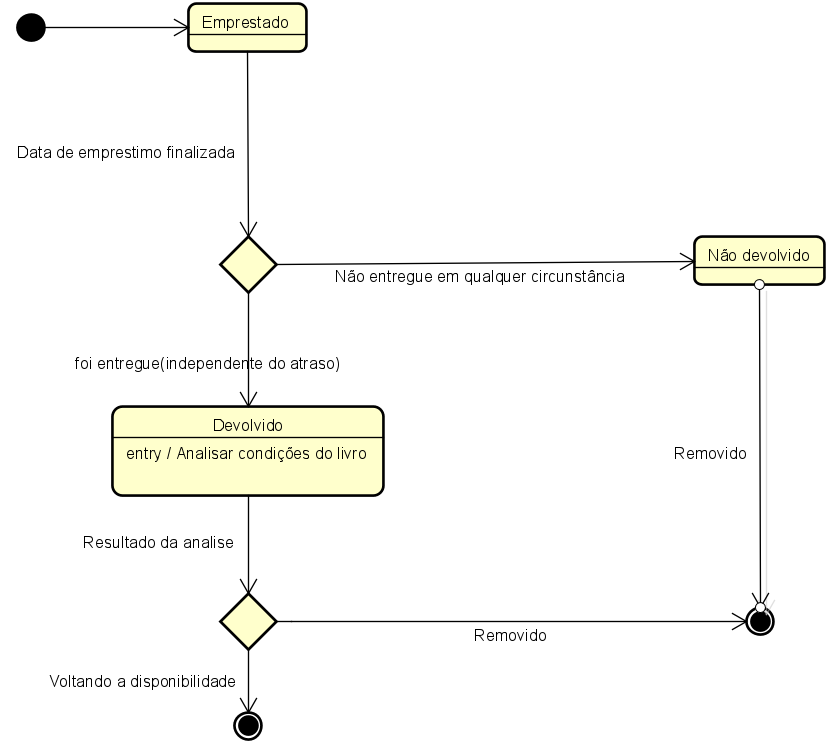 Emprestado
Data de emprestimo finalizada
Não devolvido
Não entregue em qualquer circunstância
foi entregue(independente do atraso)
Devolvido
entry / Analisar condições do livro
Removido
Resultado da analise
Removido
Voltando a disponibilidade